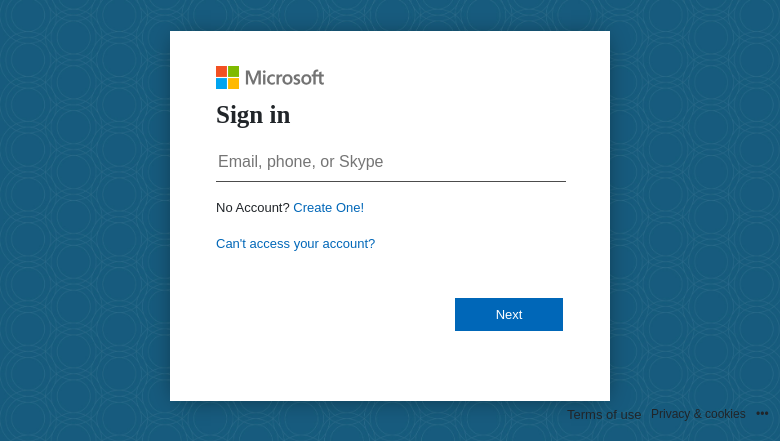 Microsoft
Sign in
Email, phone, or Skype
No Account? Create One!
Can't access your account?
Next
Terms of use Privacy & cookies •••